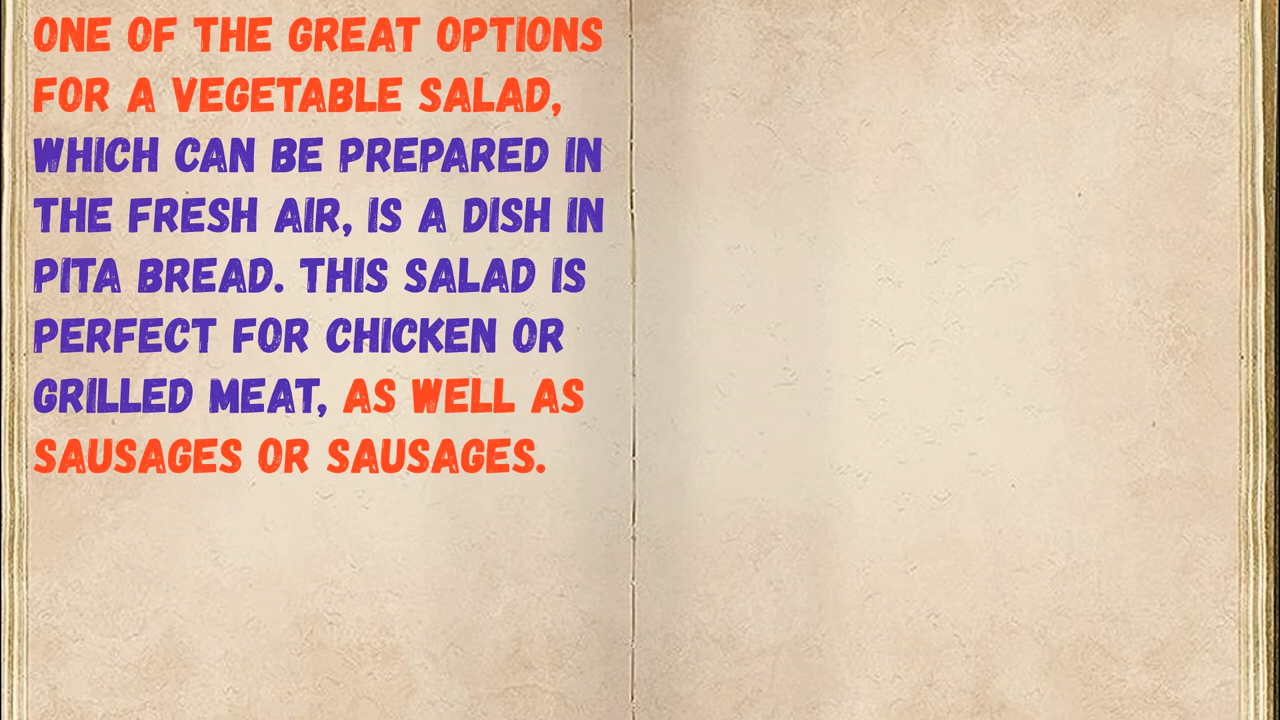 ONE OF THE GREAT OPTIONS
FOR A VEGETABLE SALAD,
WHICH CAN BE PREPARED IN
THE FRESH AIR, IS A DISH IN
PITA BREAD. THIS SALAD IS
PERFECT FOR CHICKEN OR
GRILLED MEAT, AS WELL AS
SAUSAGES OR SAUSAGES.